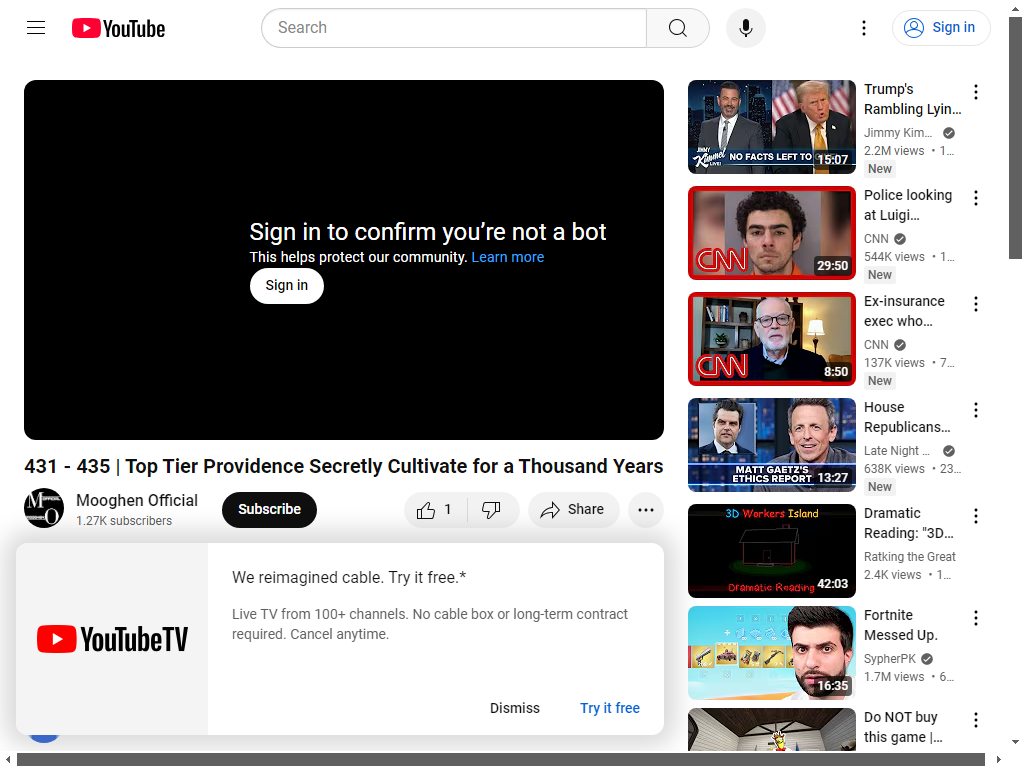 YouTube
Search
Sign in
Sign in to confirm you’re not a bot
This helps protect our community. Learn more
Sign in
431 - 435 | Top Tier Providence Secretly Cultivate for a Thousand Years
Mooghen Official
1.27K subscribers
Subscribe
1
Share
YouTubeTV
We reimagined cable. Try it free.*
Live TV from 100+ channels. No cable box or long-term contract
required. Cancel anytime.
Dismiss
Try it free
JIMMY
Kimmel
LIVE!
NO FACTS LEFT TO
15:07
Trump's
Rambling Lyin…
Jimmy Kim…
2.2M views • 1…
New
CNN
29:50
Police looking
at Luigi…
CNN
544K views • 1…
New
CNN
8:50
Ex-insurance
exec who…
CNN
137K views • 7…
New
MATT GAETZ'S
ETHICS REPORT
13:27
House
Republicans…
Late Night …
638K views • 23…
New
3D Workers Island
Dramatic Reading
42:03
Dramatic
Reading: "3D…
Ratking the Great
2.4K views • 1…
16:35
Fortnite
Messed Up.
SypherPK
1.7M views • 6…
Do NOT buy
this game |…